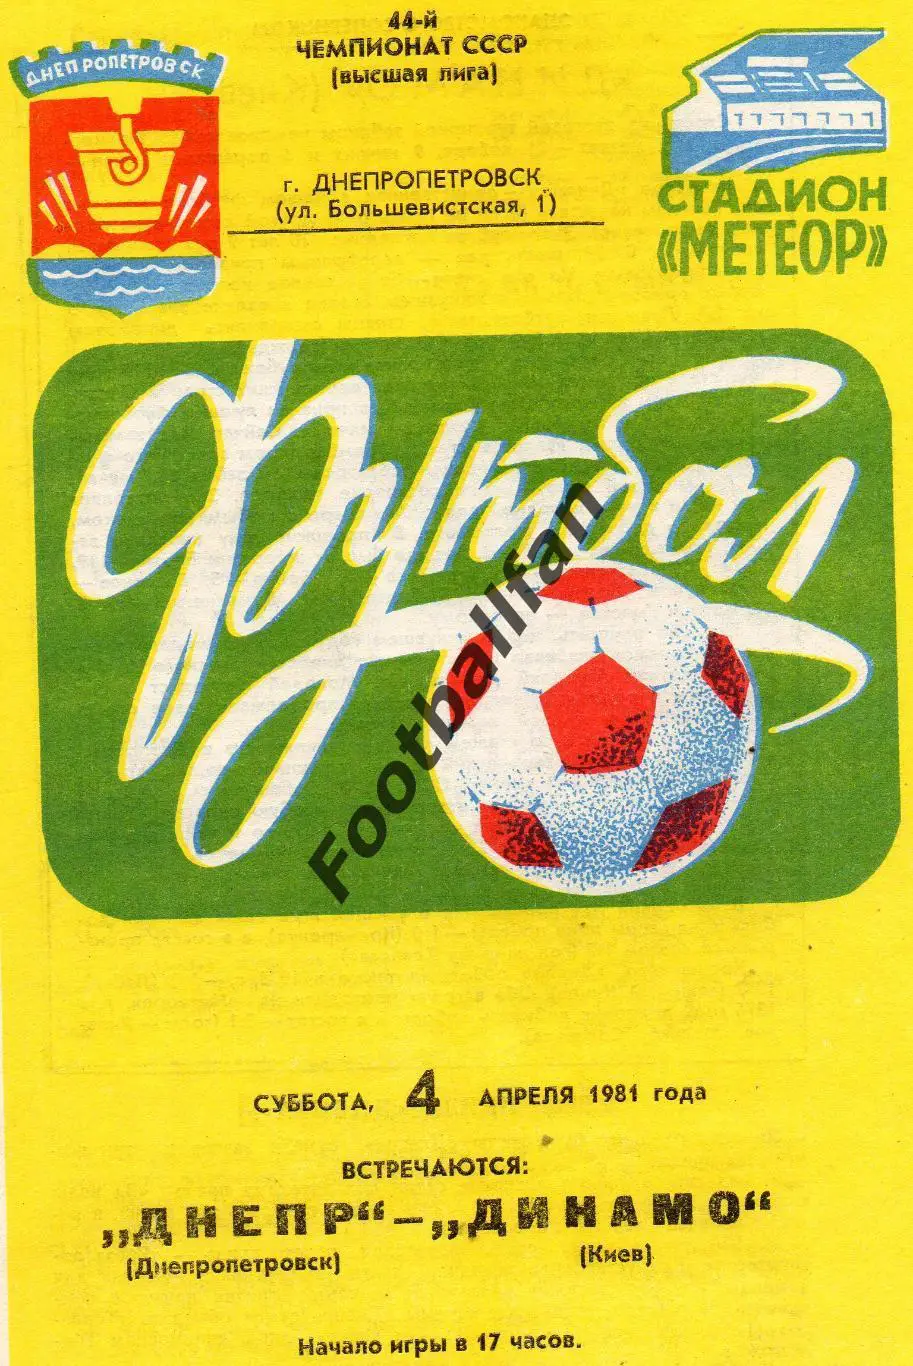 44-й
ЧЕМПИОНАТ СССР
(высшая лига)
ДНЕПРОПЕТРОВСК
г. ДНЕПРОПЕТРОВСК
(ул. Большевистская, 1)
СТАДИОН
«МЕТЕОР»
Футбол
Footballfan
СУББОТА, 4 АПРЕЛЯ 1981 года
ВСТРЕЧАЮТСЯ:
„ДНЕПР“ — „ДИНАМО“
(Днепропетровск) (Киев)
Начало игры в 17 часов.